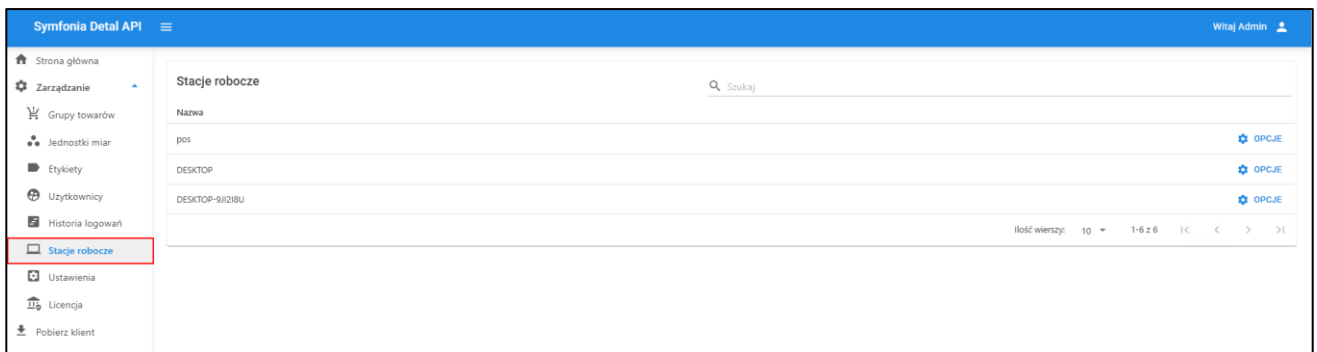 Symfonia Detal API
Witaj Admin
Strona główna
Zarządzanie
Grupy towarów
Jednostki miar
Etykiety
Użytkownicy
Historia logowań
Stacje robocze
Ustawienia
Licencja
Pobierz klient
Stacje robocze
Szukaj
Nazwa
pos OPCJE
DESKTOP OPCJE
DESKTOP-9JI2I8U OPCJE
Ilość wierszy: 10 1-6 z 6